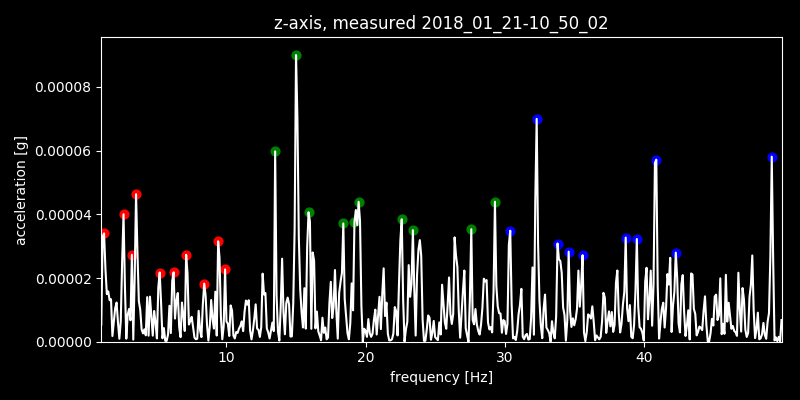 z-axis, measured 2018_01_21-10_50_02
0.00008
0.00006
0.00004
0.00002
0.00000
acceleration [g]
10 20 30 40
frequency [Hz]